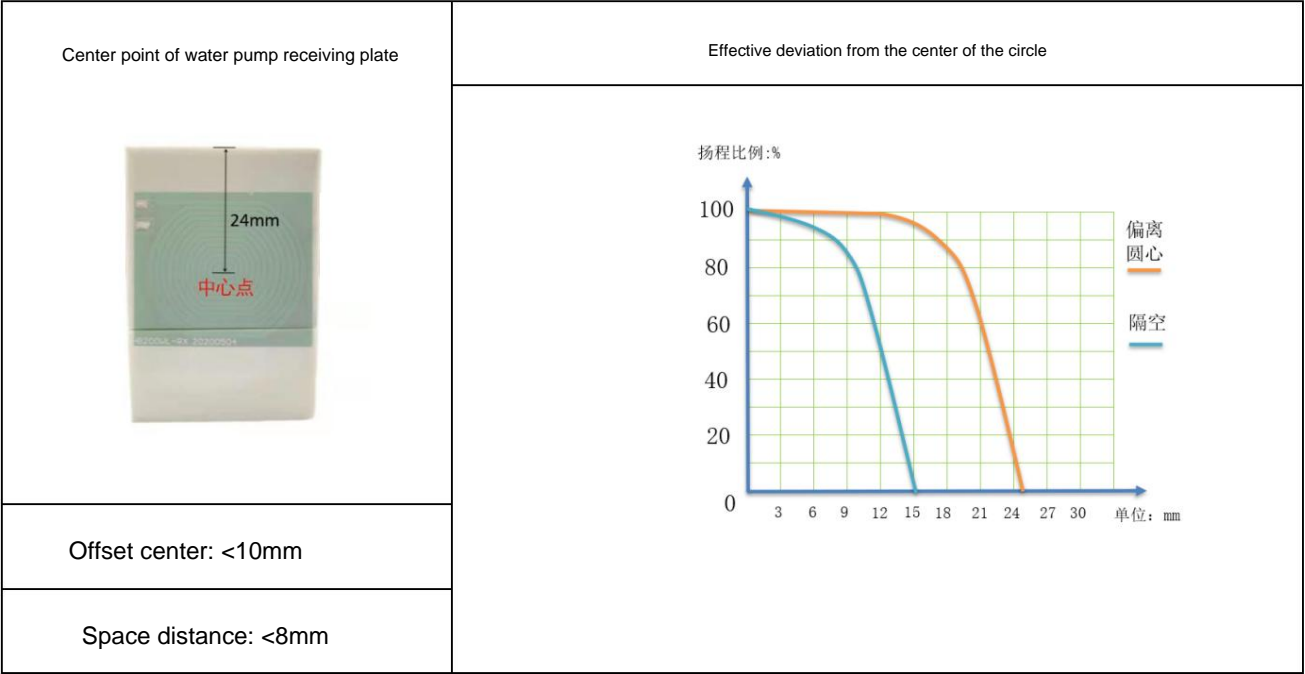 Center point of water pump receiving plate
Effective deviation from the center of the circle
24mm
中心点
扬程比例:%
100
80
60
40
20
0
3 6 9 12 15 18 21 24 27 30
单位: mm
偏离
圆心
隔空
Offset center: <10mm
Space distance: <8mm